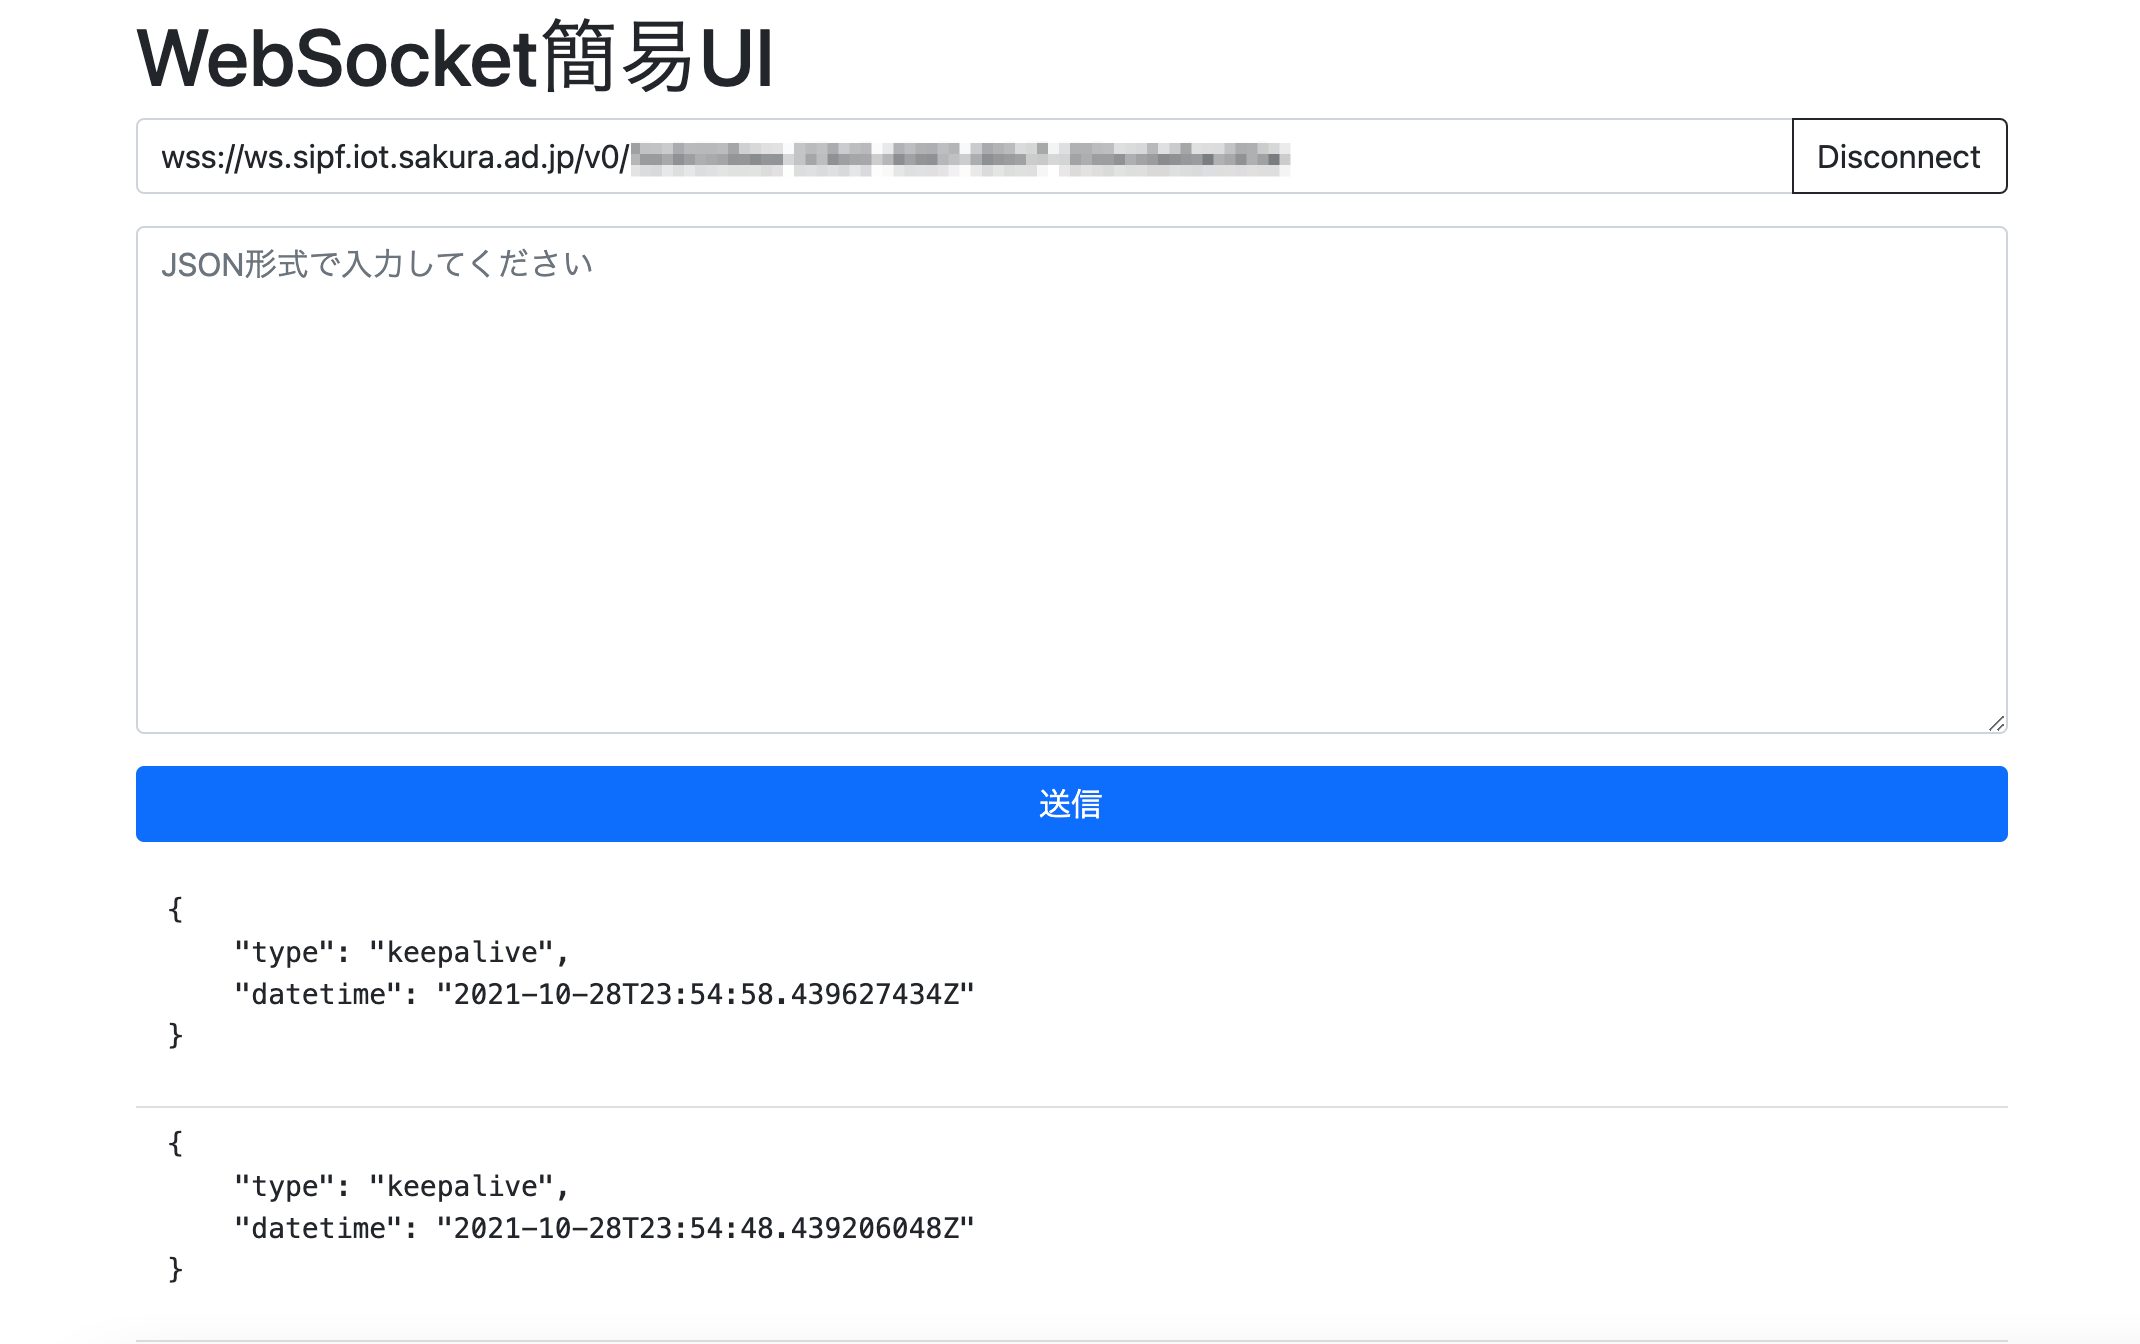 WebSocket簡易UI
wss://ws.sipf.iot.sakura.ad.jp/v0/
Disconnect
JSON形式で入力してください
送信
{
    "type": "keepalive",
    "datetime": "2021-10-28T23:54:58.439627434Z"
}
{
    "type": "keepalive",
    "datetime": "2021-10-28T23:54:48.439206048Z"
}